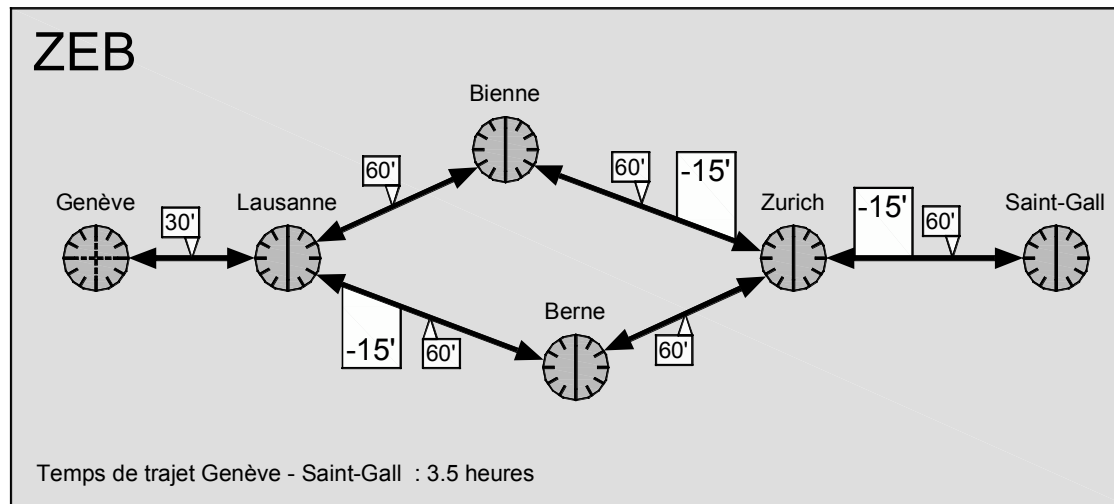 ZEB
Bienne
60'
60'
-15'
Genève
Lausanne
Zurich
-15'
Saint-Gall
30'
60'
Berne
-15'
60'
60'
Temps de trajet Genève - Saint-Gall : 3.5 heures